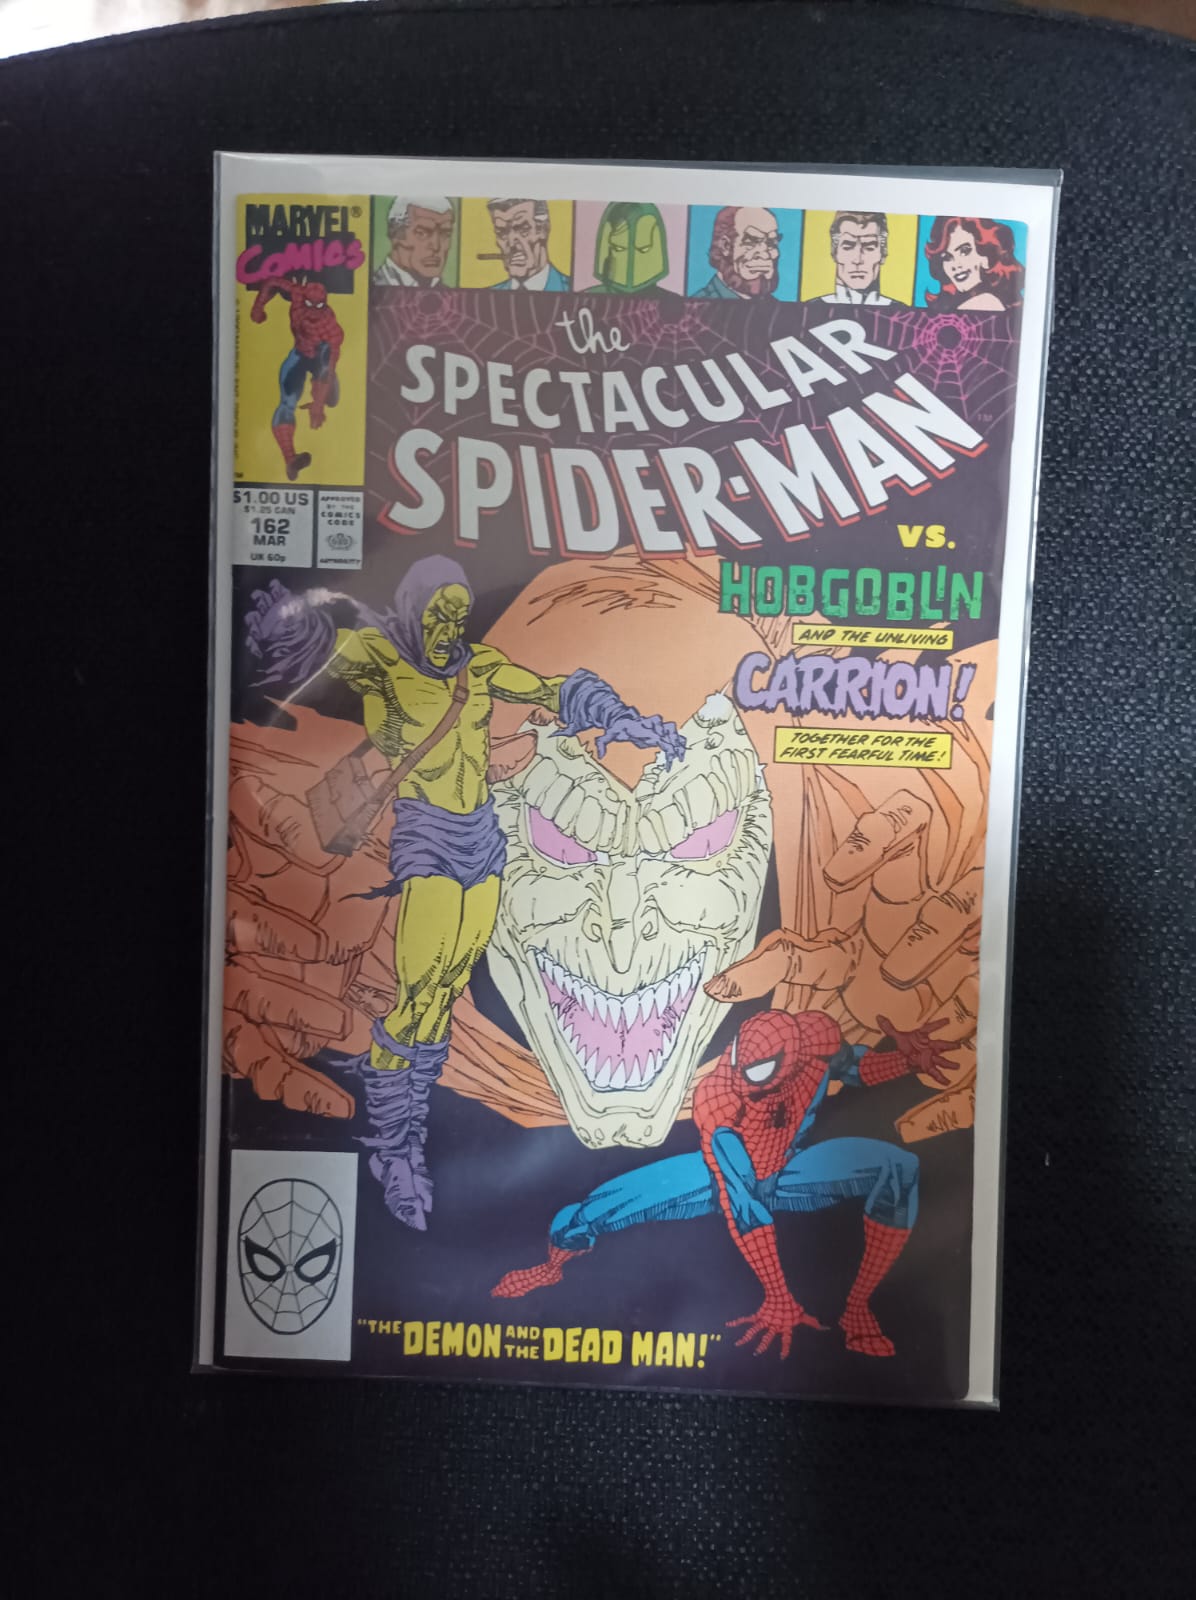 MARVEL®
COMICS
the
SPECTACULAR
SPIDER-MAN
TM
$1.00 US
$1.25 CAN
162
MAR
UK 60p
APPROVED
BY THE
COMICS
CODE
AUTHORITY
VS.
HOBGOBLIN
AND THE UNLIVING
CARRION!
TOGETHER FOR THE
FIRST FEARFUL TIME!
"THE DEMON AND THE DEAD MAN!"